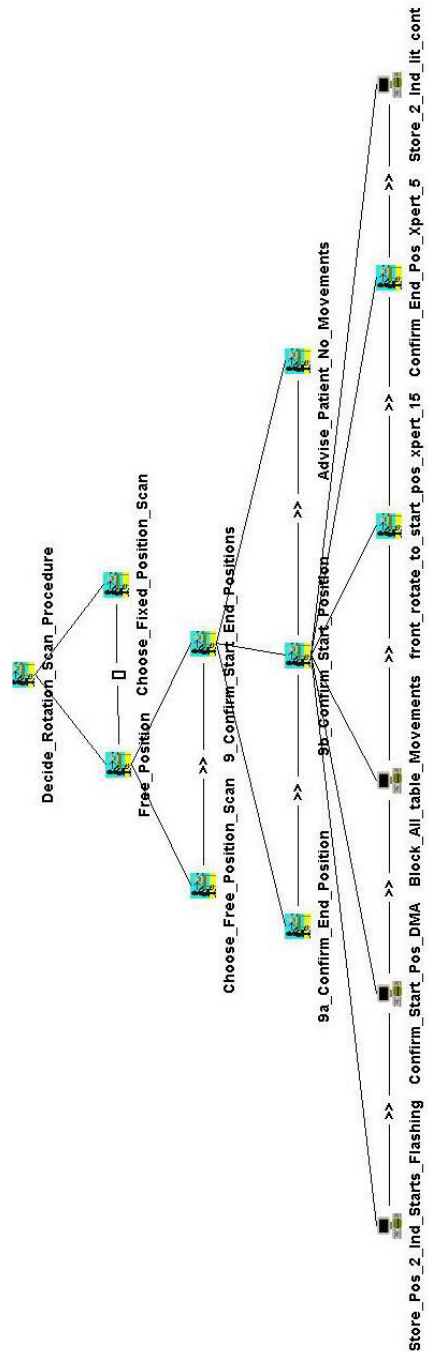 Decide_Rotation_Scan_Procedure
[]
Free_Position Choose_Fixed_Position_Scan
>>
Choose_Free_Position_Scan 9_Confirm_Start_End_Positions
>> >>
9a_Confirm_End_Position 9b_Confirm_Start_Position Advise_Patient_No_Movements
>> >> >> >> >>
Store_Pos_2_Ind_Starts_Flashing Confirm_Start_Pos_DMA Block_All_table_Movements front_rotate_to_start_pos_xpert_15 Confirm_End_Pos_Xpert_5 Store_2_Ind_lit_cont